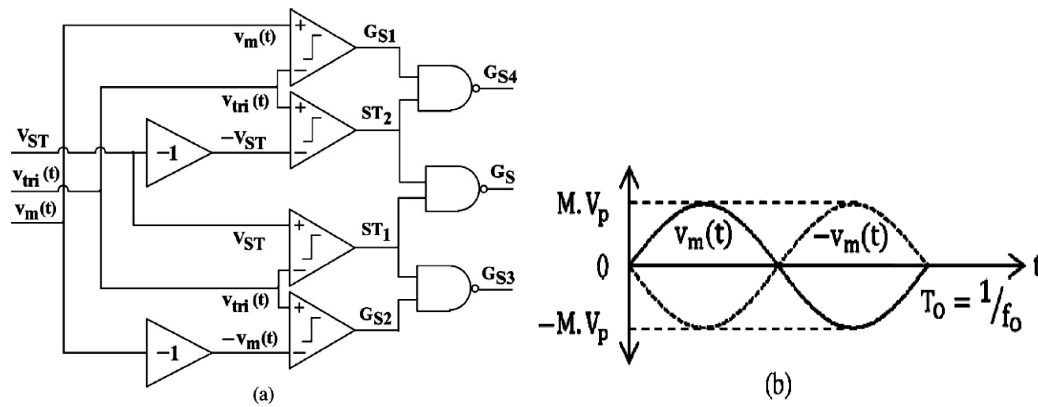 v_m(t)
G_S1
G_S4
v_tri(t)
ST_2
V_ST
−1
−V_ST
G_S
v_tri(t)
v_m(t)
V_ST
ST_1
G_S3
v_tri(t)
G_S2
−1
−v_m(t)
(a)
M.V_p
v_m(t)
−v_m(t)
0
t
T_0 = 1/f_0
−M.V_p
(b)